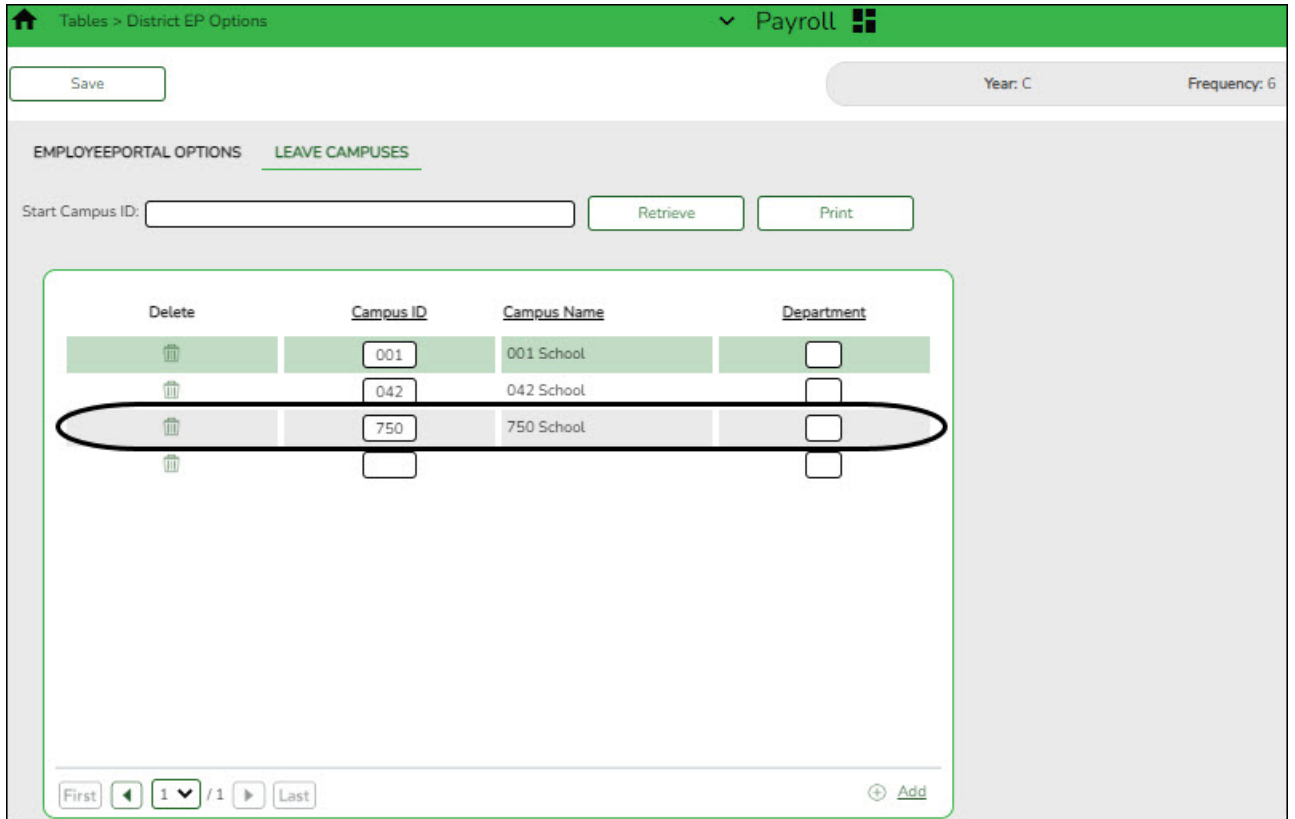 Tables > District EP Options
Payroll
Save
Year: C
Frequency: 6
EMPLOYEEPORTAL OPTIONS LEAVE CAMPUSES
Start Campus ID: Retrieve Print
Delete Campus ID Campus Name Department
001 001 School
042 042 School
750 750 School
First 1 / 1 Last Add